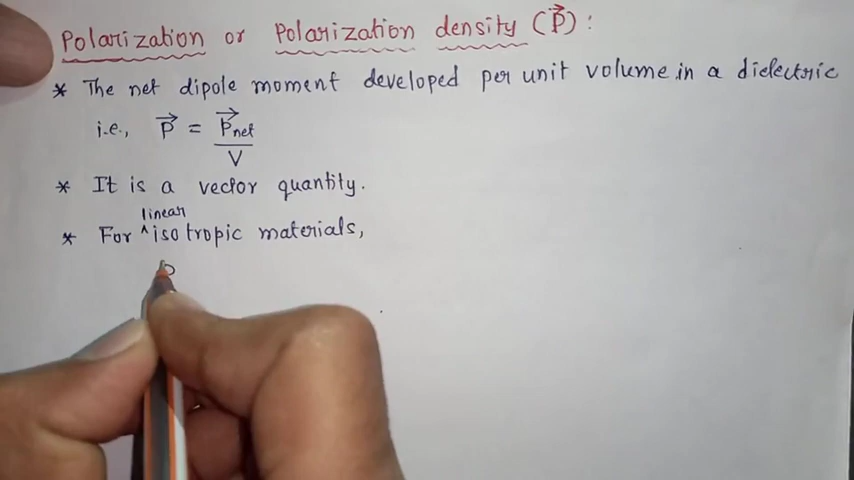 Polarization or Polarization density (P⃗):
* The net dipole moment developed per unit volume in a dielectric
i.e., P⃗ = P⃗net
V
* It is a vector quantity.
linear
* For ^ isotropic materials,
P